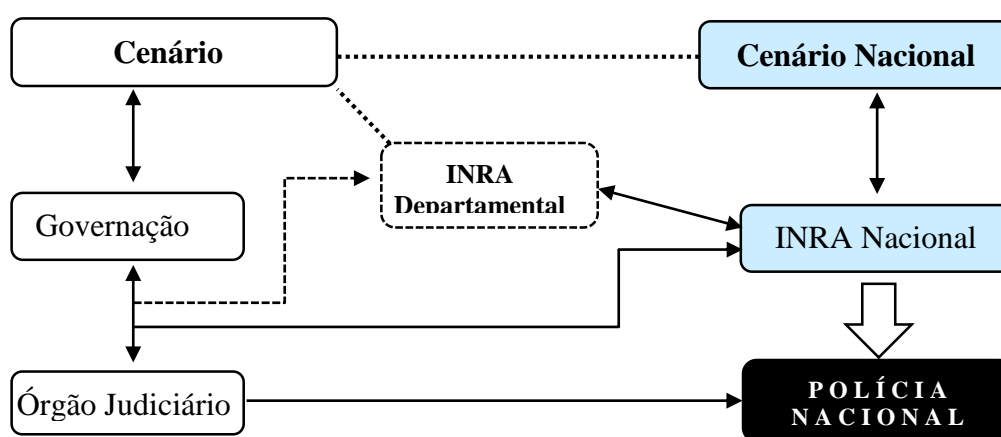 Cenário
Cenário Nacional
INRA
Departamental
Governação
INRA Nacional
Órgão Judiciário
POLÍCIA
NACIONAL